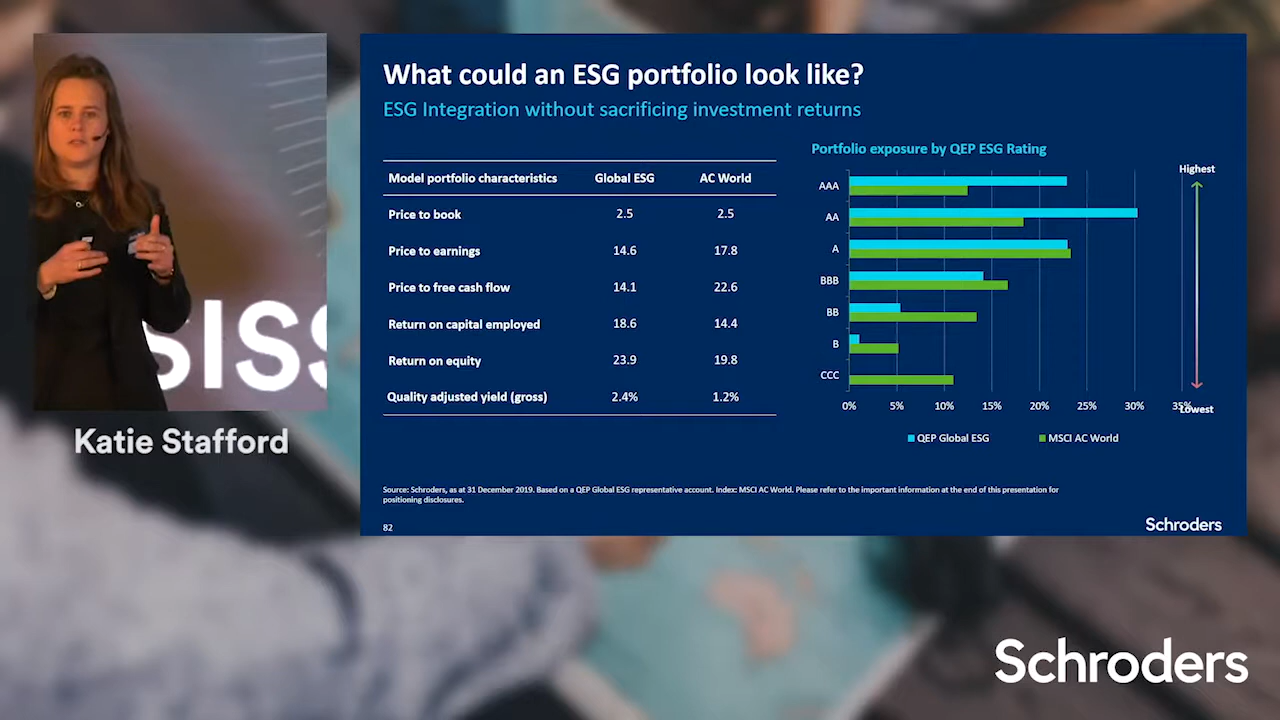 What could an ESG portfolio look like?
ESG Integration without sacrificing investment returns
Model portfolio characteristics Global ESG AC World
Price to book 2.5 2.5
Price to earnings 14.6 17.8
Price to free cash flow 14.1 22.6
Return on capital employed 18.6 14.4
Return on equity 23.9 19.8
Quality adjusted yield (gross) 2.4% 1.2%
Portfolio exposure by QEP ESG Rating
Highest
AAA
AA
A
BBB
BB
B
CCC
0% 5% 10% 15% 20% 25% 30% 35%
Lowest
QEP Global ESG MSCI AC World
Source: Schroders, as at 31 December 2019. Based on a QEP Global ESG representative account. Index: MSCI AC World. Please refer to the important information at the end of this presentation for
positioning disclosures.
82
Schroders
SISS
Katie Stafford
Schroders